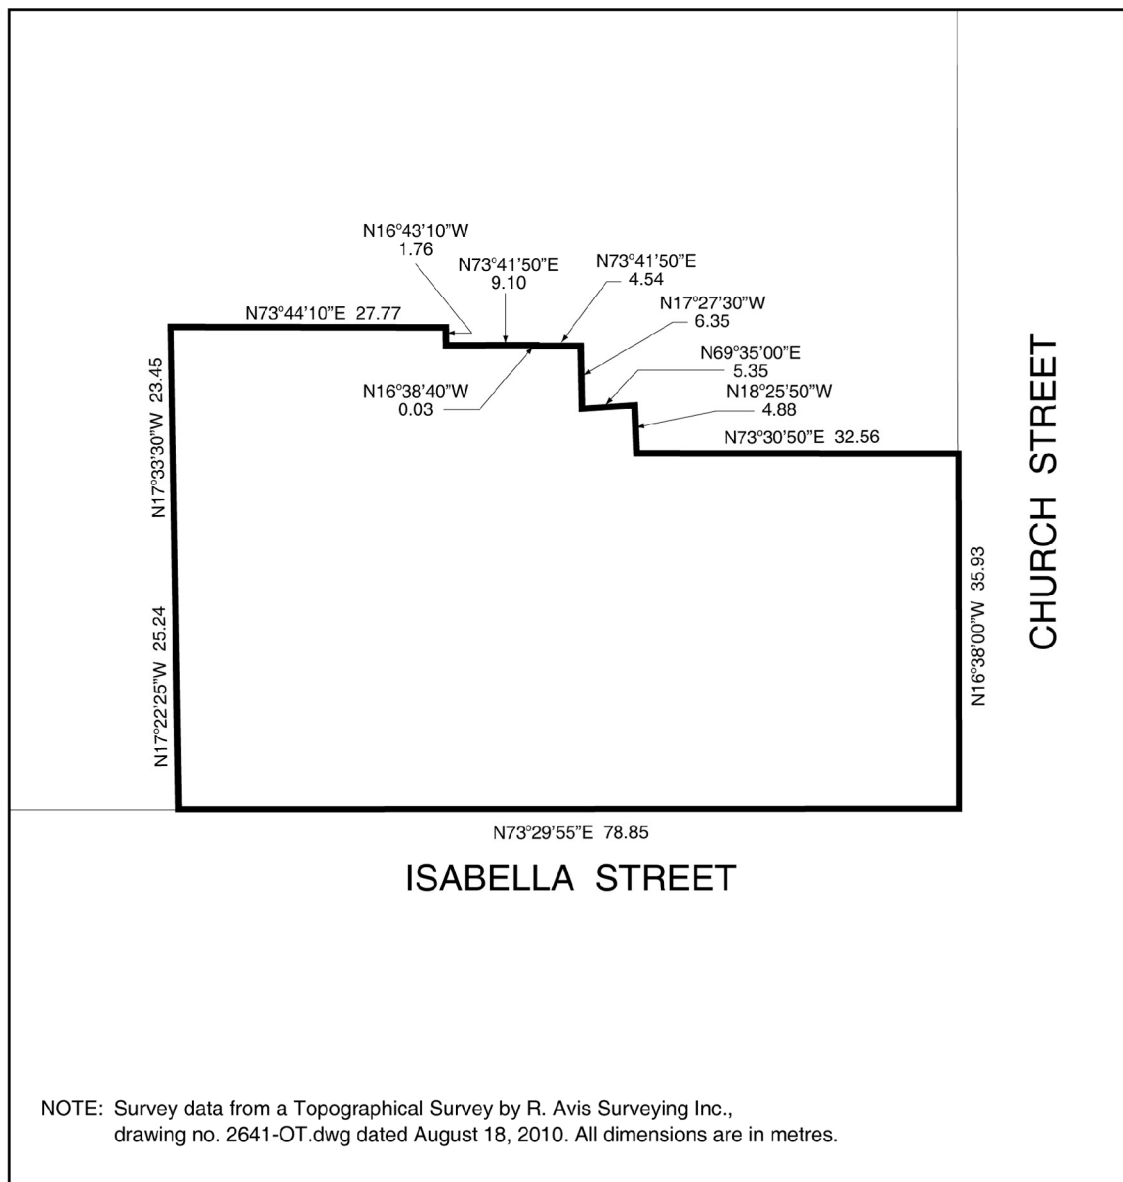 N16°43'10"W
1.76
N73°41'50"E
9.10
N73°41'50"E
4.54
N17°27'30"W
6.35
N73°44'10"E 27.77
N69°35'00"E
5.35
N16°38'40"W
0.03
N18°25'50"W
4.88
N73°30'50"E 32.56
N17°33'30"W 23.45
N17°22'25"W 25.24
N16°38'00"W 35.93
CHURCH STREET
N73°29'55"E 78.85
ISABELLA STREET
NOTE: Survey data from a Topographical Survey by R. Avis Surveying Inc.,
drawing no. 2641-OT.dwg dated August 18, 2010. All dimensions are in metres.